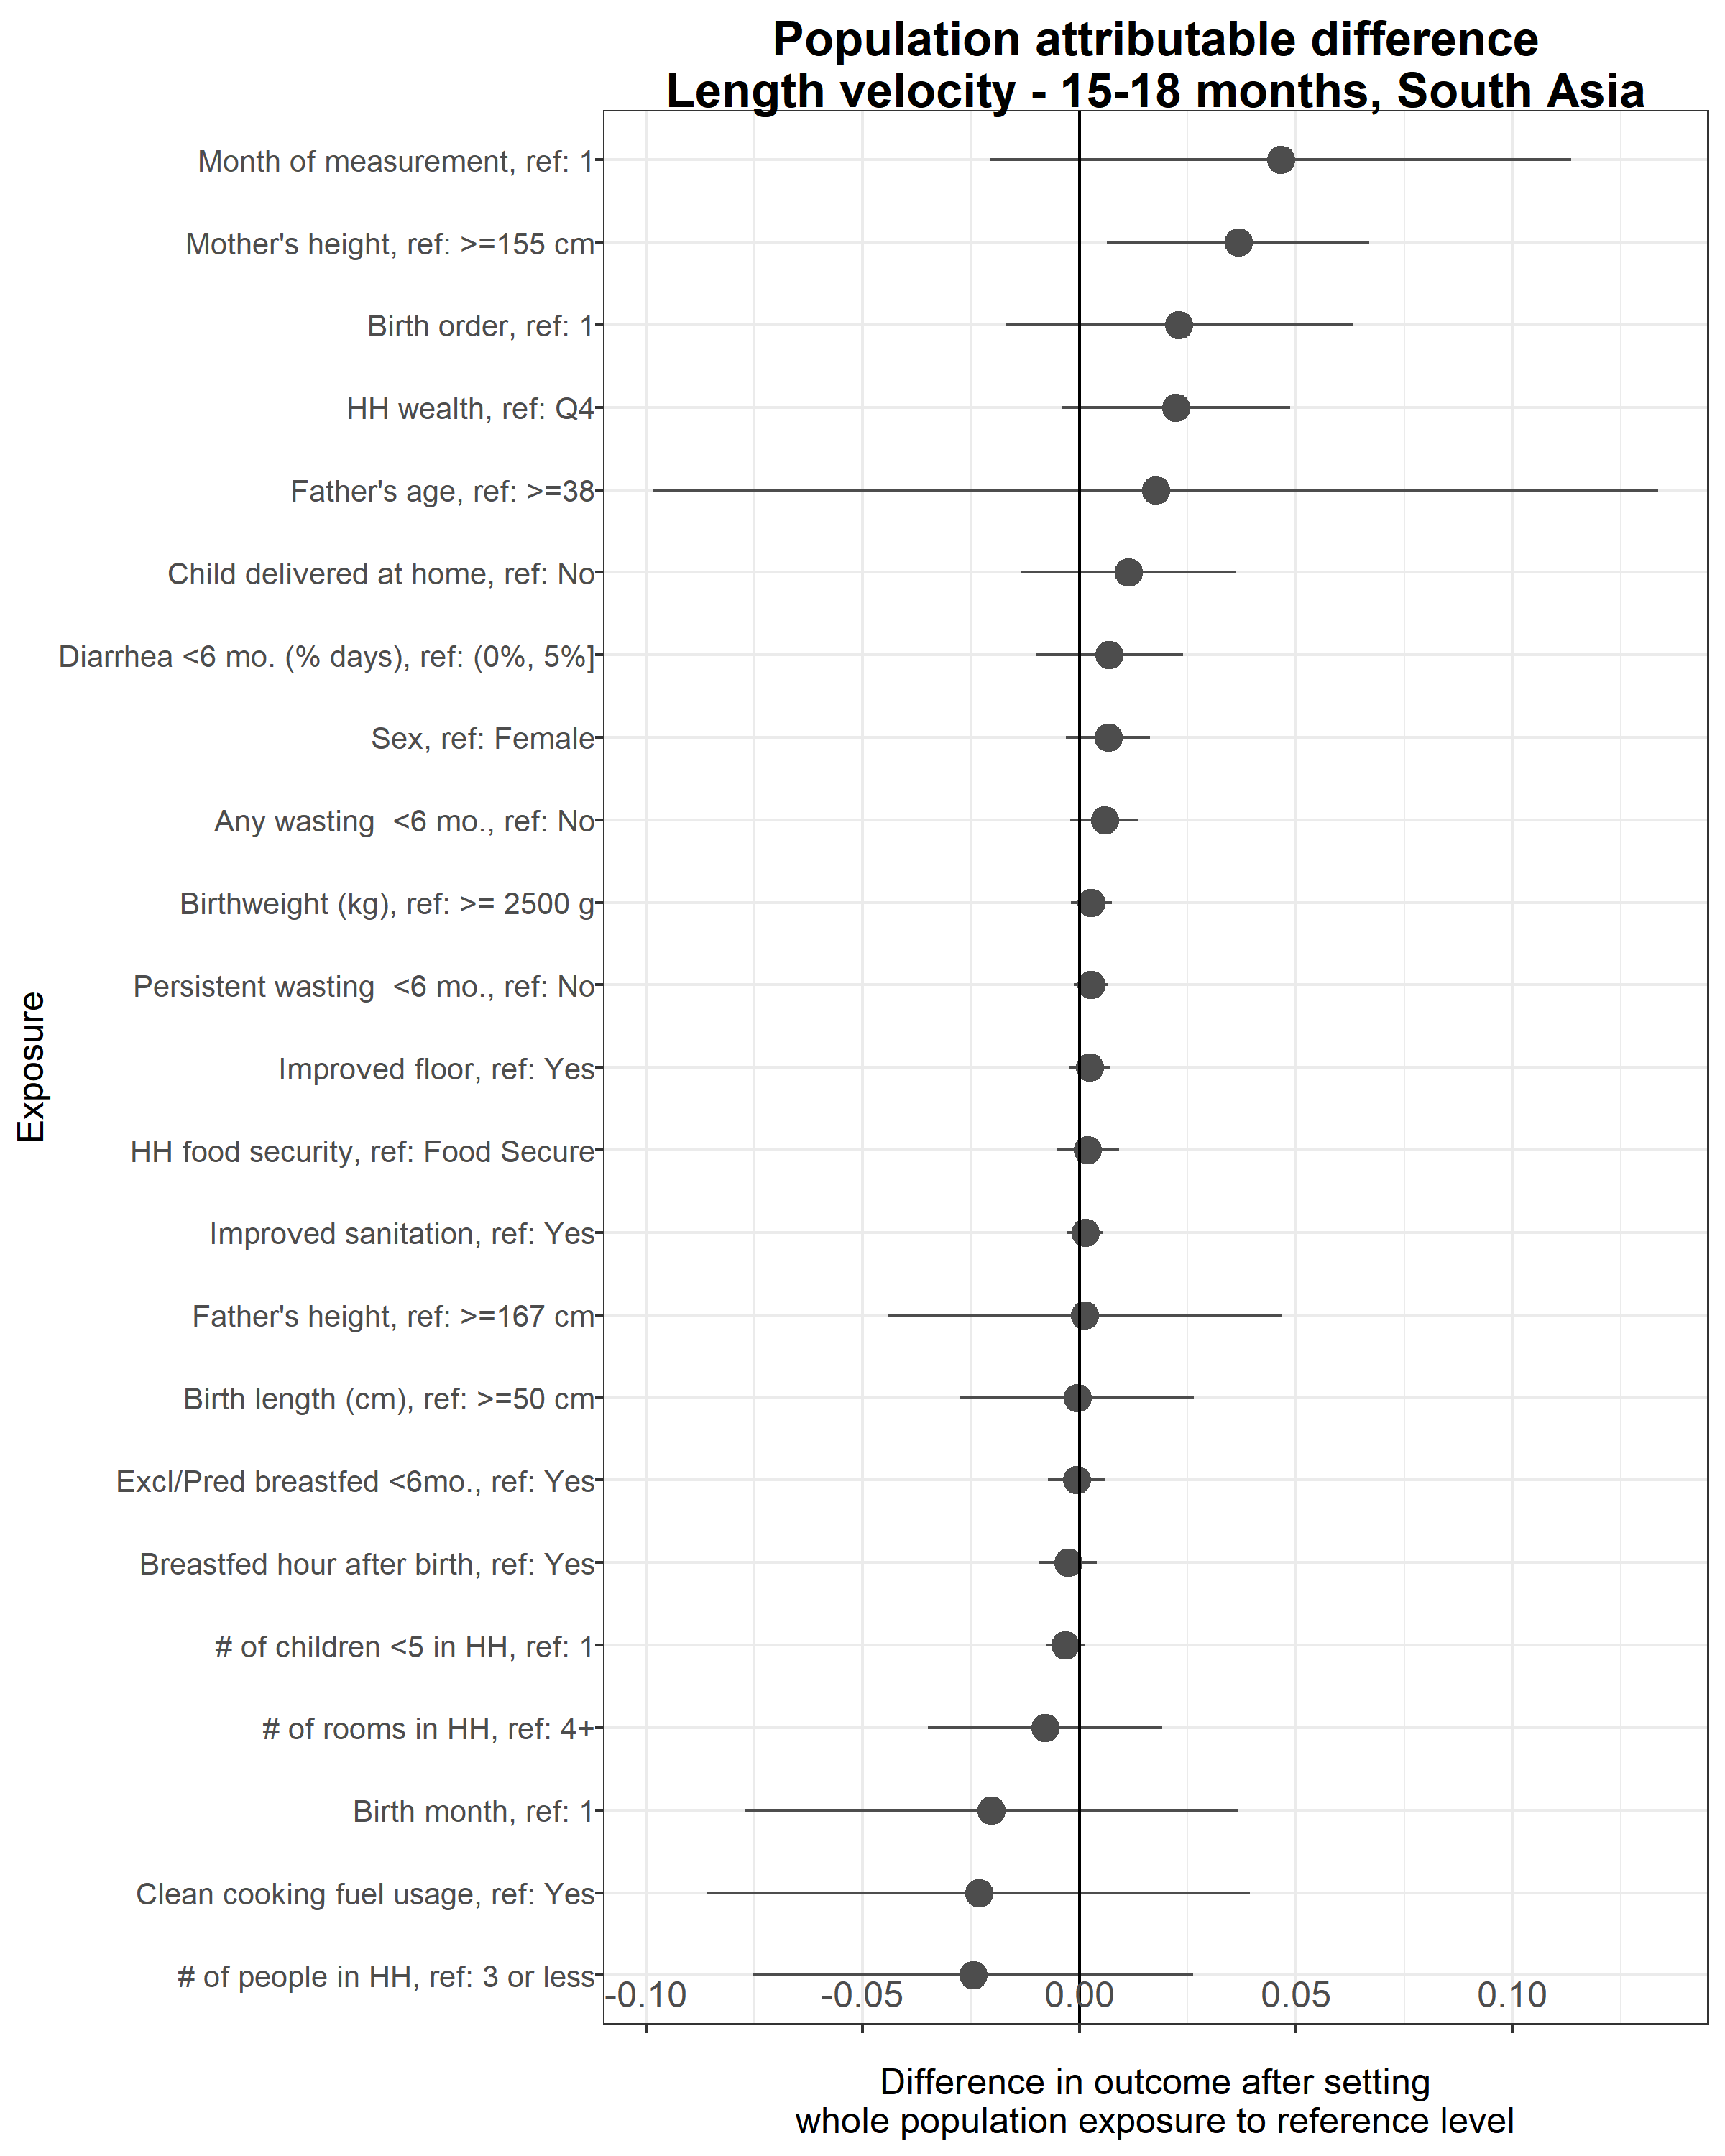 Population attributable difference
Length velocity - 15-18 months, South Asia
Month of measurement, ref: 1
Mother's height, ref: >=155 cm
Birth order, ref: 1
HH wealth, ref: Q4
Father's age, ref: >=38
Child delivered at home, ref: No
Diarrhea <6 mo. (% days), ref: (0%, 5%]
Sex, ref: Female
Any wasting  <6 mo., ref: No
Birthweight (kg), ref: >= 2500 g
Persistent wasting  <6 mo., ref: No
Improved floor, ref: Yes
HH food security, ref: Food Secure
Improved sanitation, ref: Yes
Father's height, ref: >=167 cm
Birth length (cm), ref: >=50 cm
Excl/Pred breastfed <6mo., ref: Yes
Breastfed hour after birth, ref: Yes
# of children <5 in HH, ref: 1
# of rooms in HH, ref: 4+
Birth month, ref: 1
Clean cooking fuel usage, ref: Yes
# of people in HH, ref: 3 or less
Exposure
-0.10 -0.05 0.00 0.05 0.10
Difference in outcome after setting
whole population exposure to reference level